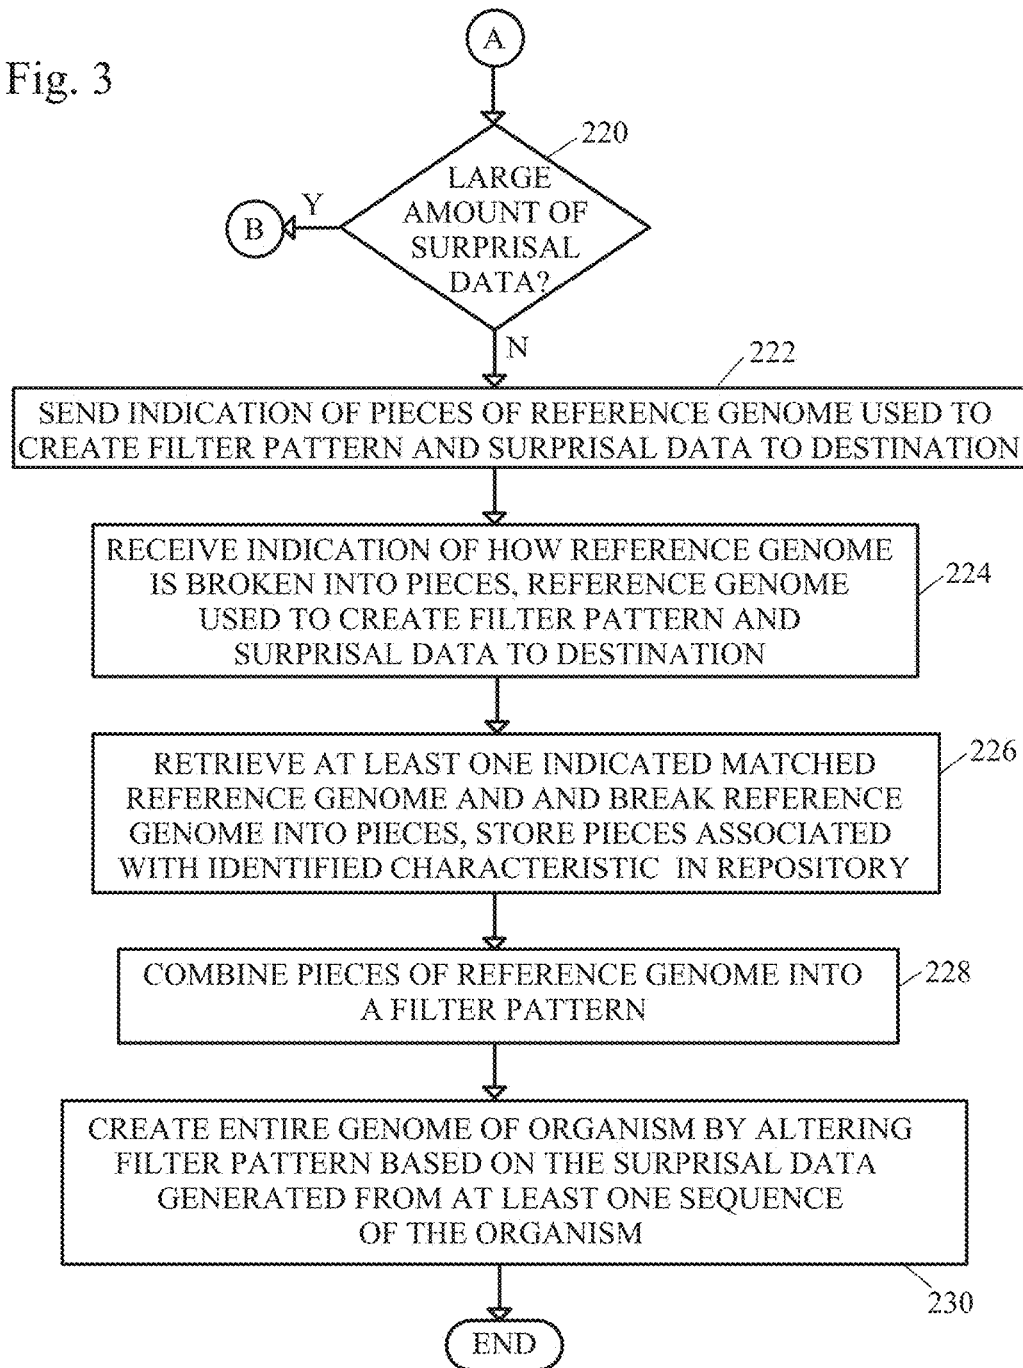 Fig. 3
A
220
LARGE
AMOUNT OF
SURPRISAL
DATA?
Y
B
N
222
SEND INDICATION OF PIECES OF REFERENCE GENOME USED TO
CREATE FILTER PATTERN AND SURPRISAL DATA TO DESTINATION
RECEIVE INDICATION OF HOW REFERENCE GENOME
IS BROKEN INTO PIECES, REFERENCE GENOME
USED TO CREATE FILTER PATTERN AND
SURPRISAL DATA TO DESTINATION
224
RETRIEVE AT LEAST ONE INDICATED MATCHED
REFERENCE GENOME AND AND BREAK REFERENCE
GENOME INTO PIECES, STORE PIECES ASSOCIATED
WITH IDENTIFIED CHARACTERISTIC IN REPOSITORY
226
COMBINE PIECES OF REFERENCE GENOME INTO
A FILTER PATTERN
228
CREATE ENTIRE GENOME OF ORGANISM BY ALTERING
FILTER PATTERN BASED ON THE SURPRISAL DATA
GENERATED FROM AT LEAST ONE SEQUENCE
OF THE ORGANISM
230
END